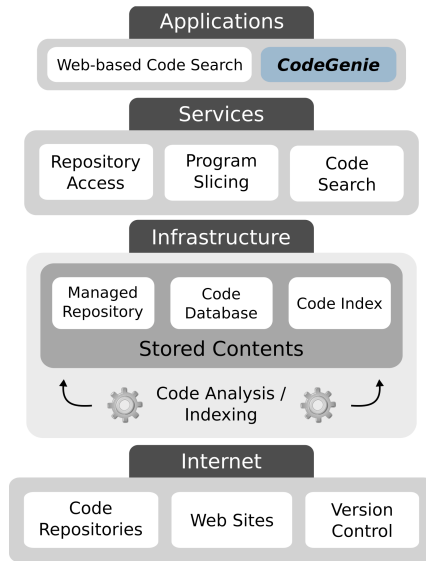 Applications
Web-based Code Search
CodeGenie
Services
Repository
Access
Program
Slicing
Code
Search
Infrastructure
Managed
Repository
Code
Database
Code Index
Stored Contents
Code Analysis /
Indexing
Internet
Code
Repositories
Web Sites
Version
Control